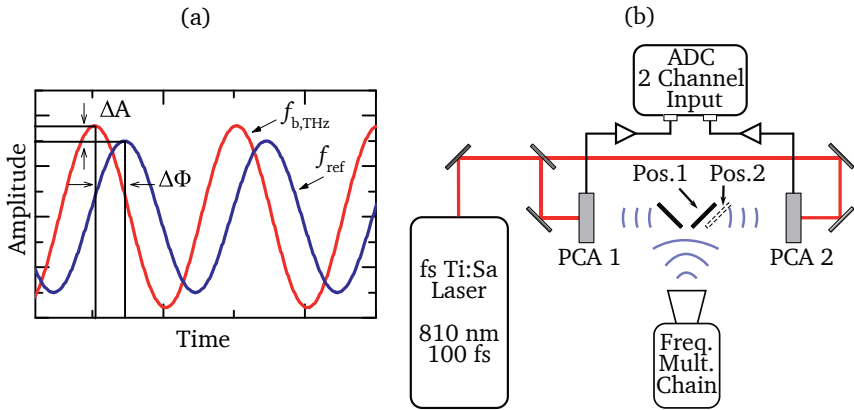 (a)
ΔA
f_b,THz
f_ref
ΔΦ
Amplitude
Time
(b)
ADC
2 Channel
Input
Pos.1
Pos.2
PCA 1
PCA 2
fs Ti:Sa
Laser
810 nm
100 fs
Freq.
Mult.
Chain